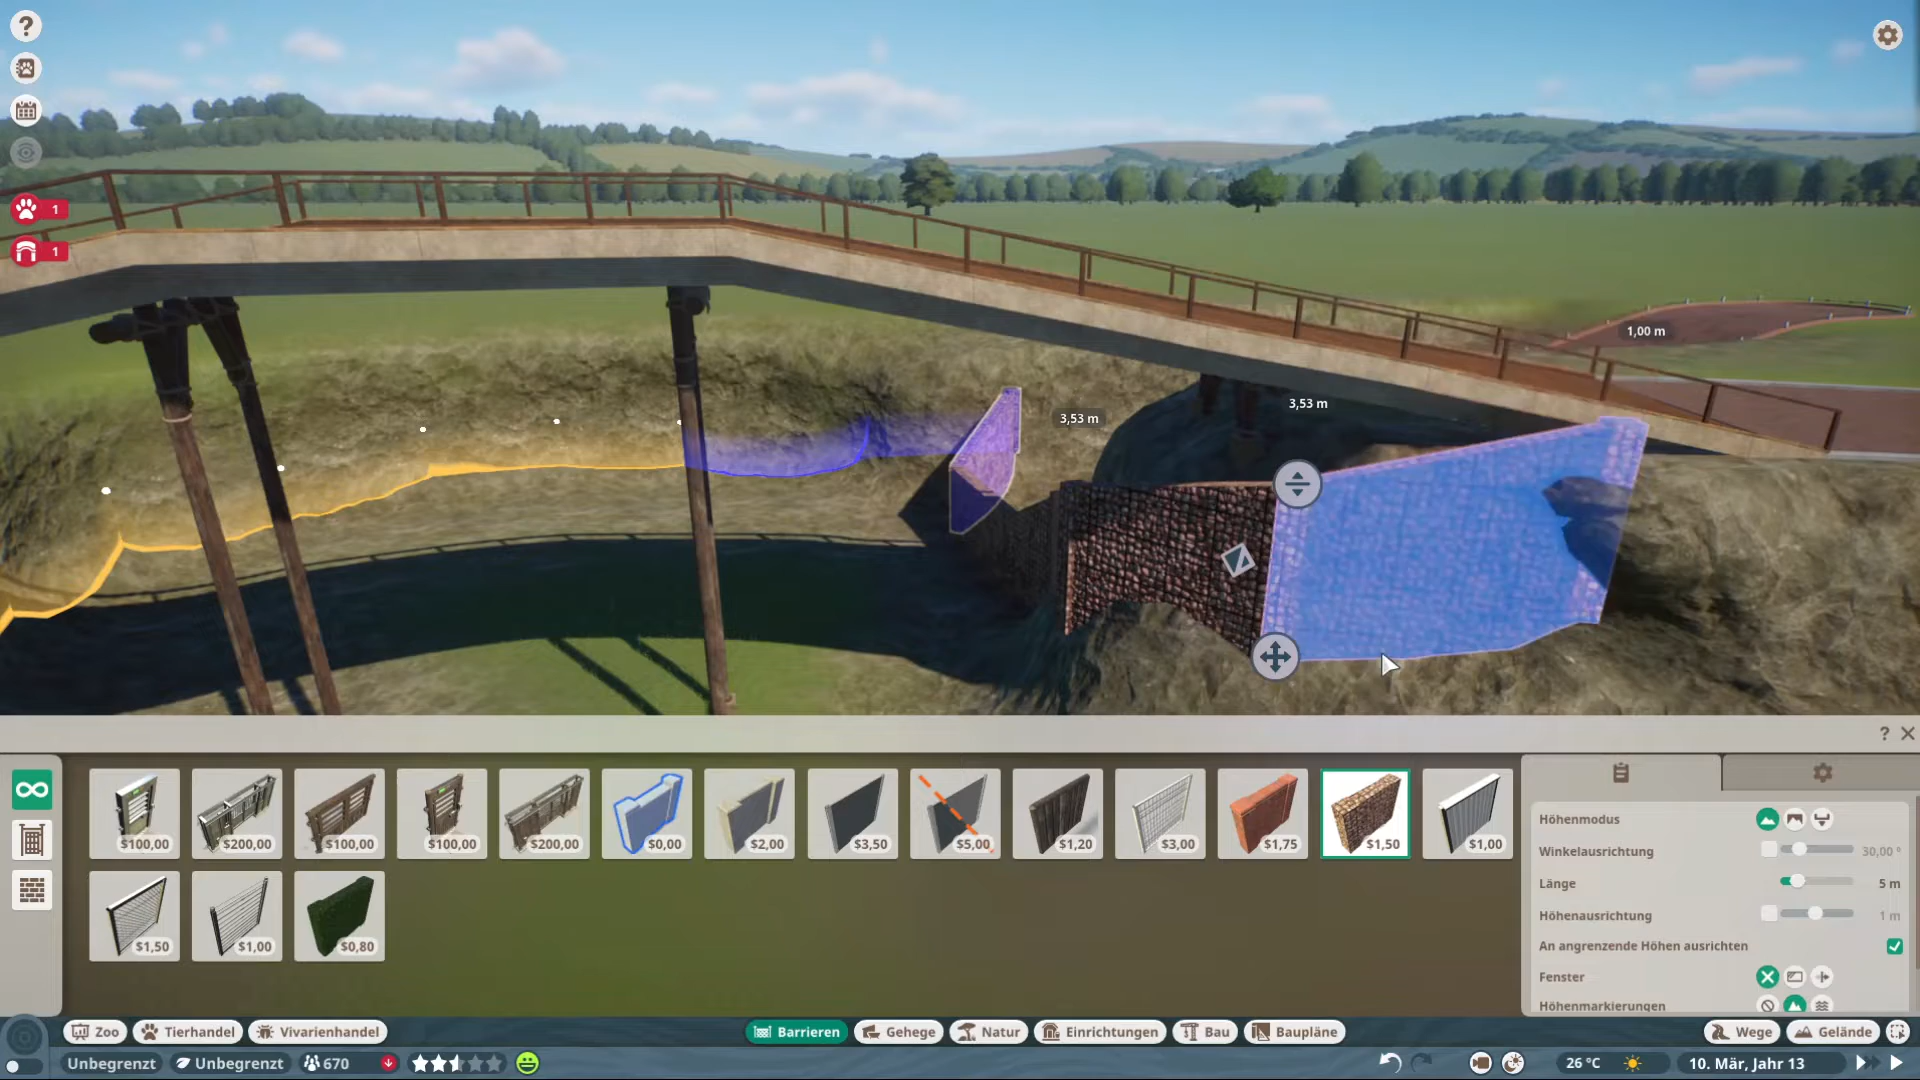 ?
1
1
1,00 m
3,53 m
3,53 m
?
$100,00
$200,00
$100,00
$100,00
$200,00
$0,00
$2,00
$3,50
$5,00
$1,20
$3,00
$1,75
$1,50
$1,00
$1,50
$1,00
$0,80
Höhenmodus
Winkelausrichtung 30,00 °
Länge 5 m
Höhenausrichtung 1 m
An angrenzende Höhen ausrichten
Fenster
Höhenmarkierungen
Zoo Tierhandel Vivarienhandel Barrieren Gehege Natur Einrichtungen Bau Baupläne Wege Gelände
Unbegrenzt Unbegrenzt 670 26 °C 10. Mär, Jahr 13